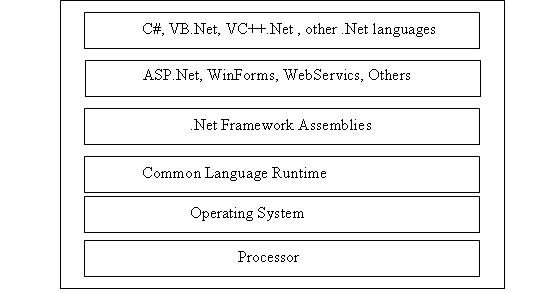 C#, VB.Net, VC++.Net , other .Net languages
ASP.Net, WinForms, WebServics, Others
.Net Framework Assemblies
Common Language Runtime
Operating System
Processor